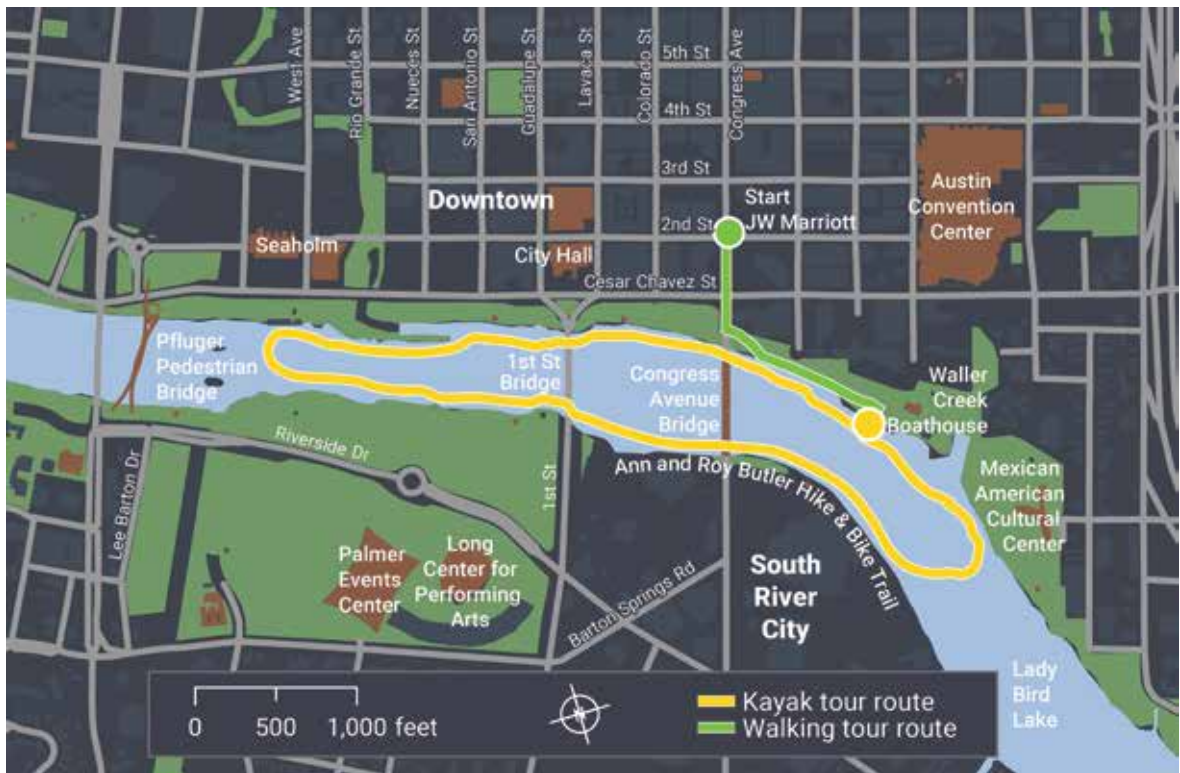 West Ave
Rio Grande St
Nueces St
San Antonio St
Guadalupe St
Lavaca St
Colorado St
Congress Ave
5th St
4th St
3rd St
2nd St
Start
JW Marriott
Downtown
Austin
Convention
Center
Seaholm
City Hall
Cesar Chavez St
Pfluger
Pedestrian
Bridge
1st St
Bridge
Congress
Avenue
Bridge
Waller
Creek
Boathouse
Riverside Dr
Lee Barton Dr
1st St
Ann and Roy Butler Hike & Bike Trail
Mexican
American
Cultural
Center
Palmer
Events
Center
Long
Center for
Performing
Arts
Barton Springs Rd
South
River
City
Lady
Bird
Lake
0 500 1,000 feet
Kayak tour route
Walking tour route